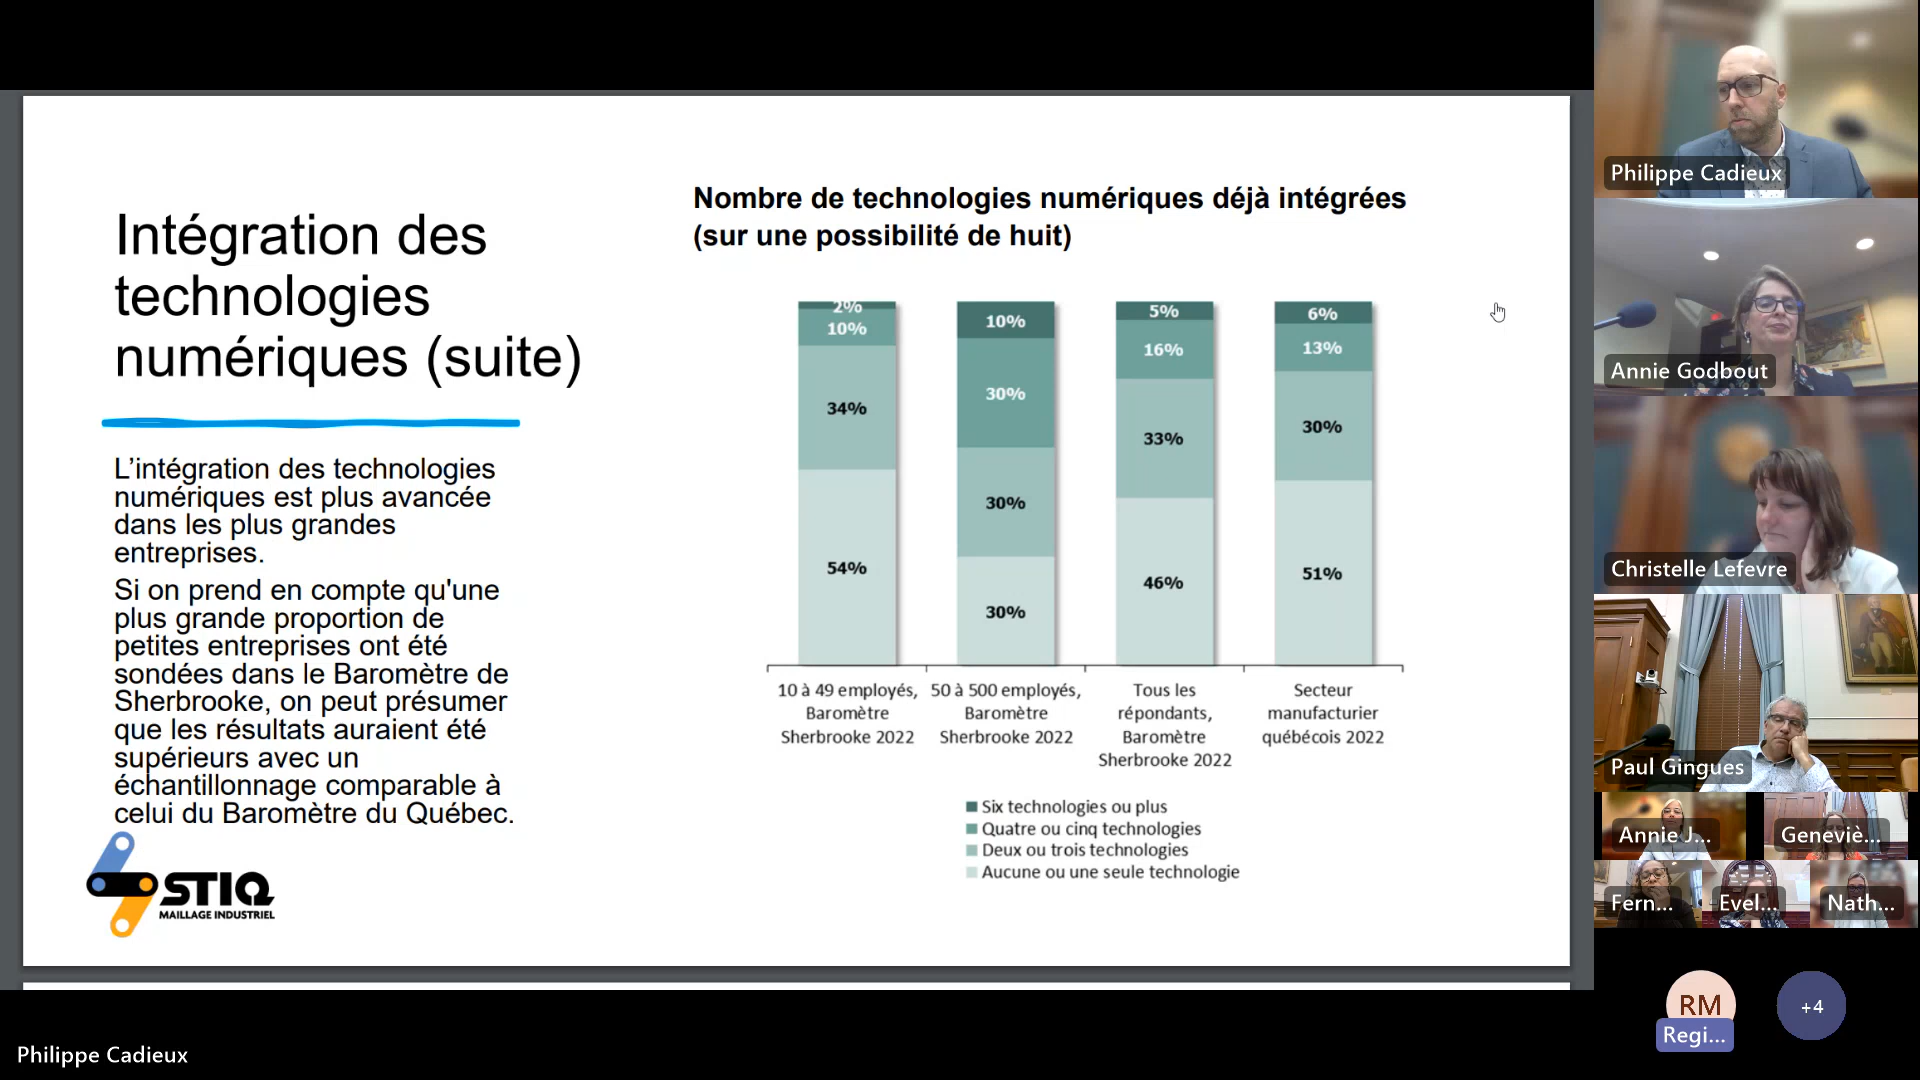 Intégration des
technologies
numériques (suite)
L'intégration des technologies
numériques est plus avancée
dans les plus grandes
entreprises.
Si on prend en compte qu'une
plus grande proportion de
petites entreprises ont été
sondées dans le Baromètre de
Sherbrooke, on peut présumer
que les résultats auraient été
supérieurs avec un
échantillonnage comparable à
celui du Baromètre du Québec.
STIQ
MAILLAGE INDUSTRIEL
Nombre de technologies numériques déjà intégrées
(sur une possibilité de huit)
2%
10%
34%
54%
10%
30%
30%
30%
5%
16%
33%
46%
6%
13%
30%
51%
10 à 49 employés,
Baromètre
Sherbrooke 2022
50 à 500 employés,
Baromètre
Sherbrooke 2022
Tous les
répondants,
Baromètre
Sherbrooke 2022
Secteur
manufacturier
québécois 2022
Six technologies ou plus
Quatre ou cinq technologies
Deux ou trois technologies
Aucune ou une seule technologie
Philippe Cadieux
Annie Godbout
Christelle Lefevre
Paul Gingues
Annie J...
Geneviè...
Fern...
Evel...
Nath...
RM
Regi...
+4
Philippe Cadieux